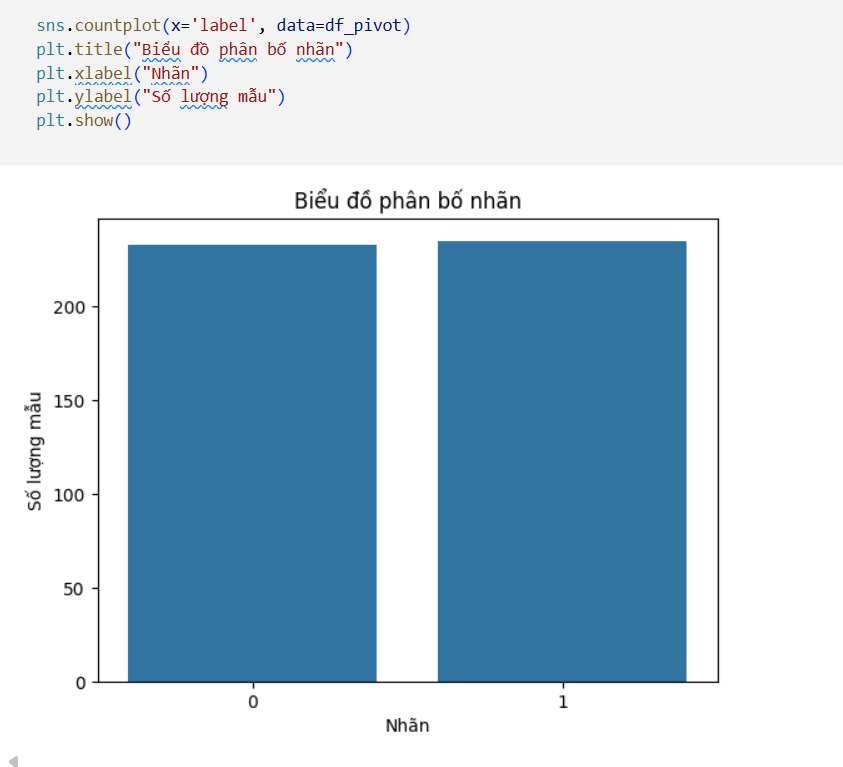 sns.countplot(x='label', data=df_pivot)
plt.title("Biểu đồ phân bố nhãn")
plt.xlabel("Nhãn")
plt.ylabel("Số lượng mẫu")
plt.show()
Biểu đồ phân bố nhãn
200
150
100
50
0
Số lượng mẫu
0 1
Nhãn